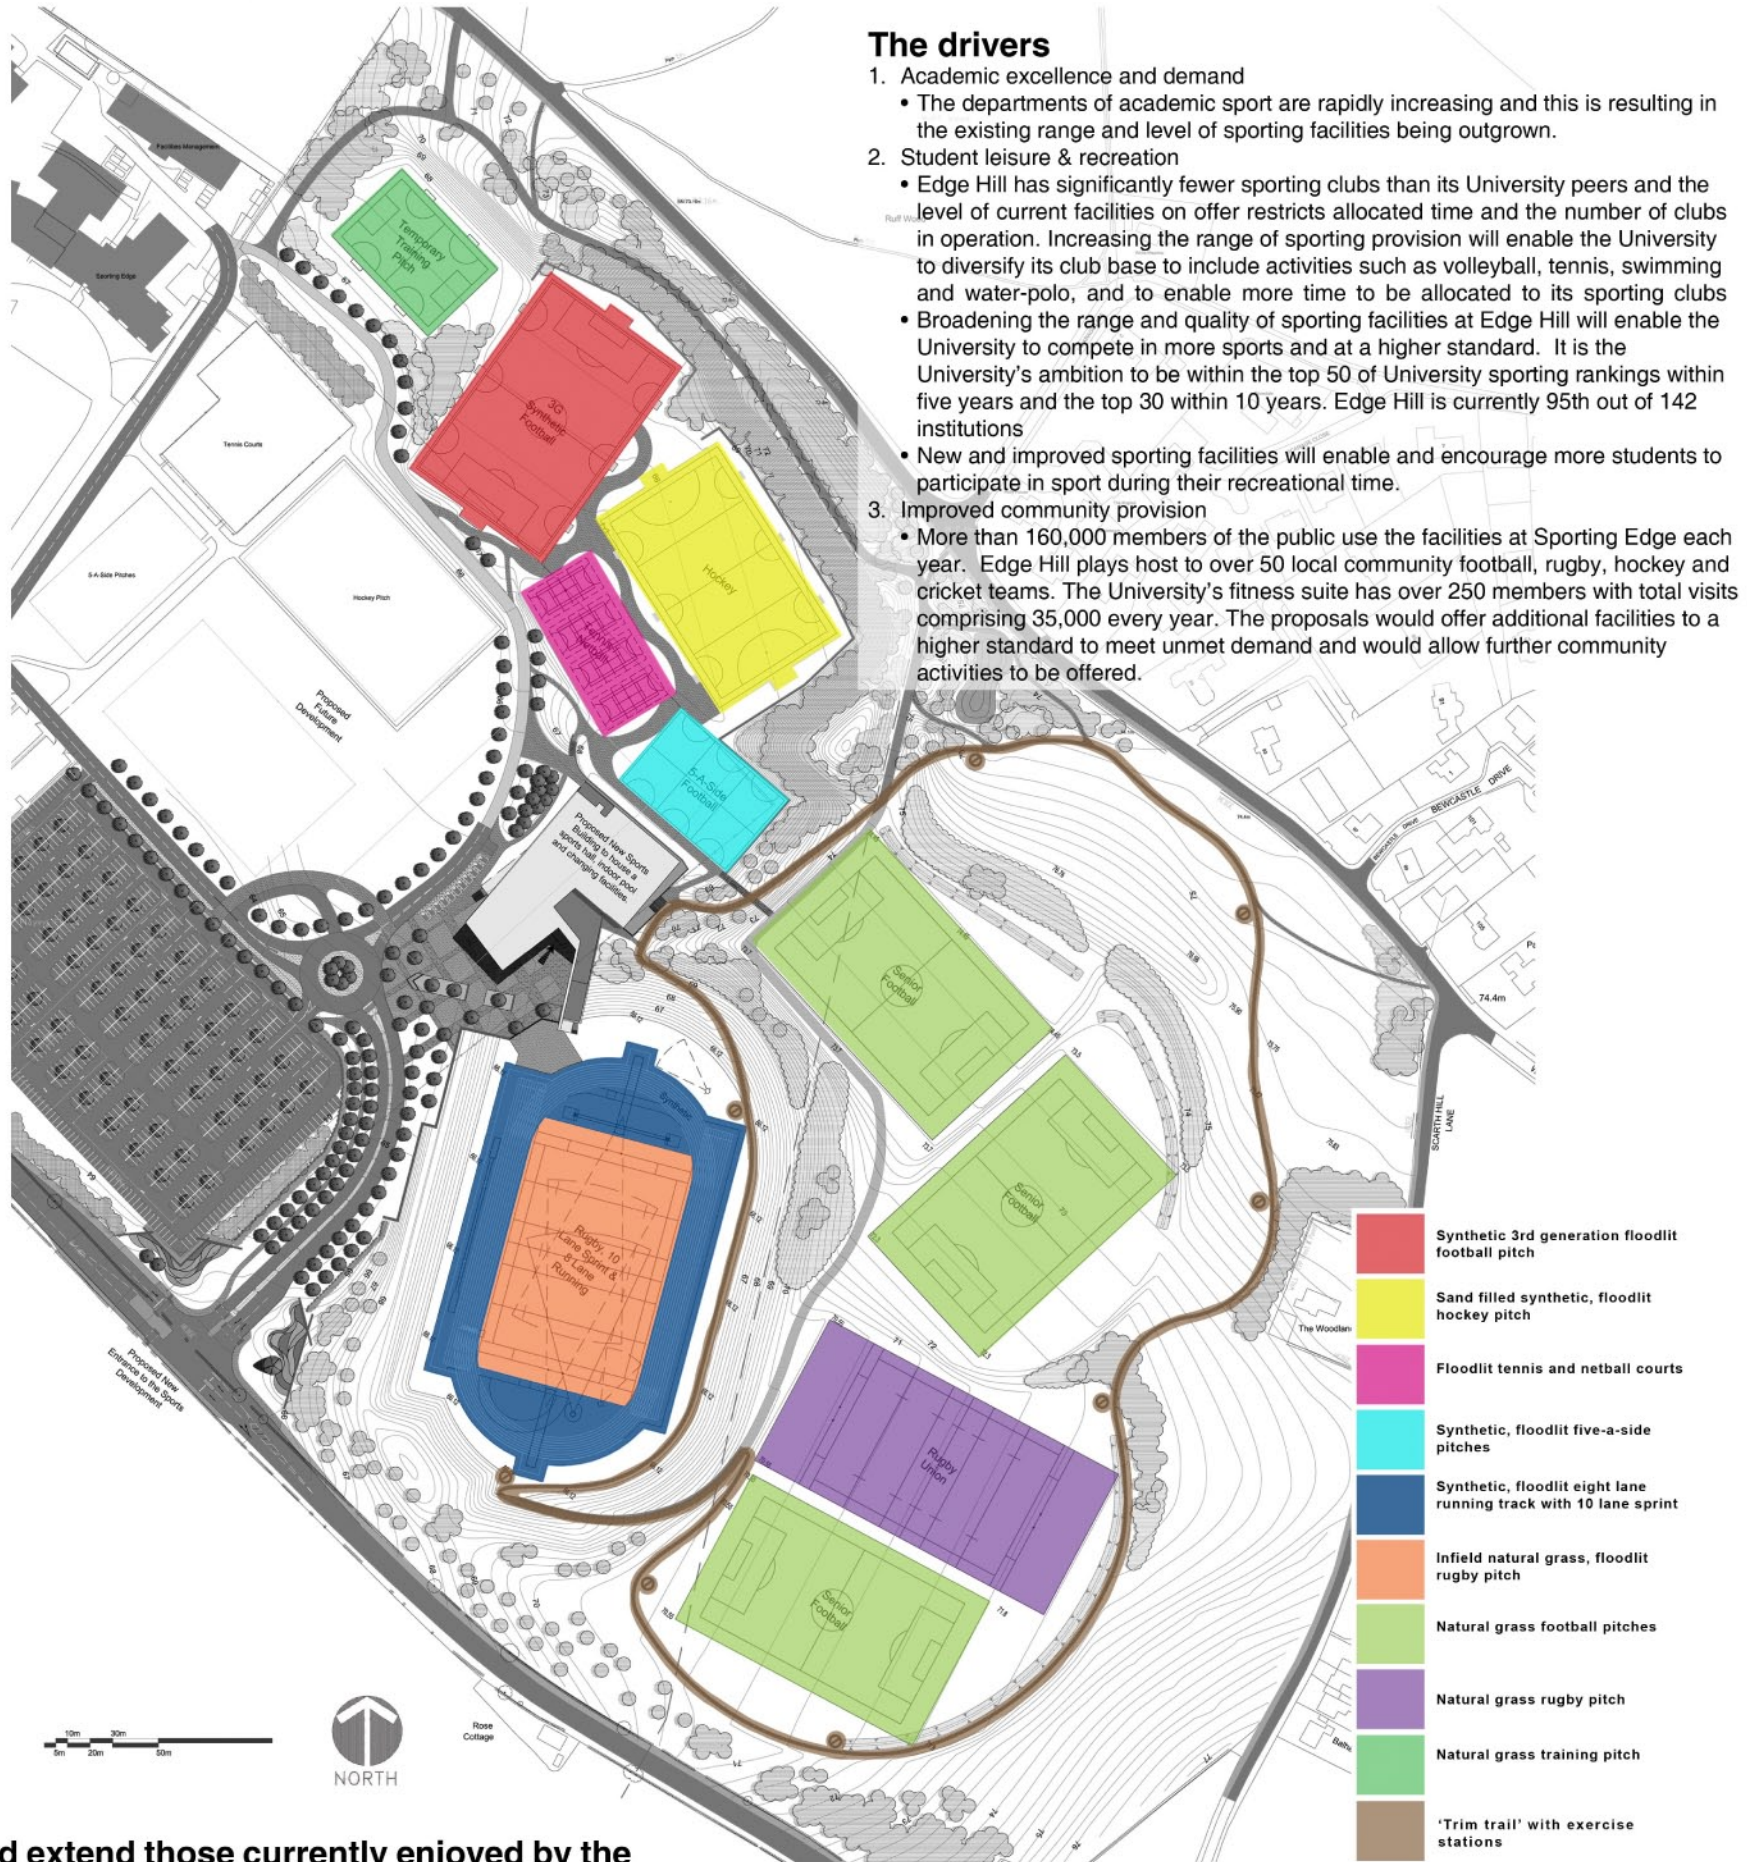 The drivers
1. Academic excellence and demand
• The departments of academic sport are rapidly increasing and this is resulting in
the existing range and level of sporting facilities being outgrown.
2. Student leisure & recreation
• Edge Hill has significantly fewer sporting clubs than its University peers and the
level of current facilities on offer restricts allocated time and the number of clubs
in operation. Increasing the range of sporting provision will enable the University
to diversify its club base to include activities such as volleyball, tennis, swimming
and water-polo, and to enable more time to be allocated to its sporting clubs
• Broadening the range and quality of sporting facilities at Edge Hill will enable the
University to compete in more sports and at a higher standard. It is the
University's ambition to be within the top 50 of University sporting rankings within
five years and the top 30 within 10 years. Edge Hill is currently 95th out of 142
institutions
• New and improved sporting facilities will enable and encourage more students to
participate in sport during their recreational time.
3. Improved community provision
• More than 160,000 members of the public use the facilities at Sporting Edge each
year. Edge Hill plays host to over 50 local community football, rugby, hockey and
cricket teams. The University's fitness suite has over 250 members with total visits
comprising 35,000 every year. The proposals would offer additional facilities to a
higher standard to meet unmet demand and would allow further community
activities to be offered.
Facilities Management
Sporting Edge
Temporary
Training
Pitch
3G
Synthetic
Football
Tennis Courts
5-A-Side Pitches
Hockey Pitch
Hockey
Tennis
Netball
Proposed
Future
Development
5-A-Side
Football
Proposed New Sports
Building to house a
sports hall, indoor pool
and changing facilities.
BEWCASTLE DRIVE
BEWCASTLE DRIVE
74.4m
SCARTH HILL
LANE
Senior
Football
Senior
Football
Synthetic
Rugby, 10
Lane Sprint &
8 Lane
Running
The Woodlan
Proposed New
Entrance to the Sports
Development
Rugby
Union
Senior
Football
Rose
Cottage
10m 30m
5m 20m 50m
NORTH
Synthetic 3rd generation floodlit
football pitch
Sand filled synthetic, floodlit
hockey pitch
Floodlit tennis and netball courts
Synthetic, floodlit five-a-side
pitches
Synthetic, floodlit eight lane
running track with 10 lane sprint
Infield natural grass, floodlit
rugby pitch
Natural grass football pitches
Natural grass rugby pitch
Natural grass training pitch
'Trim trail' with exercise
stations
d extend those currently enjoyed by the